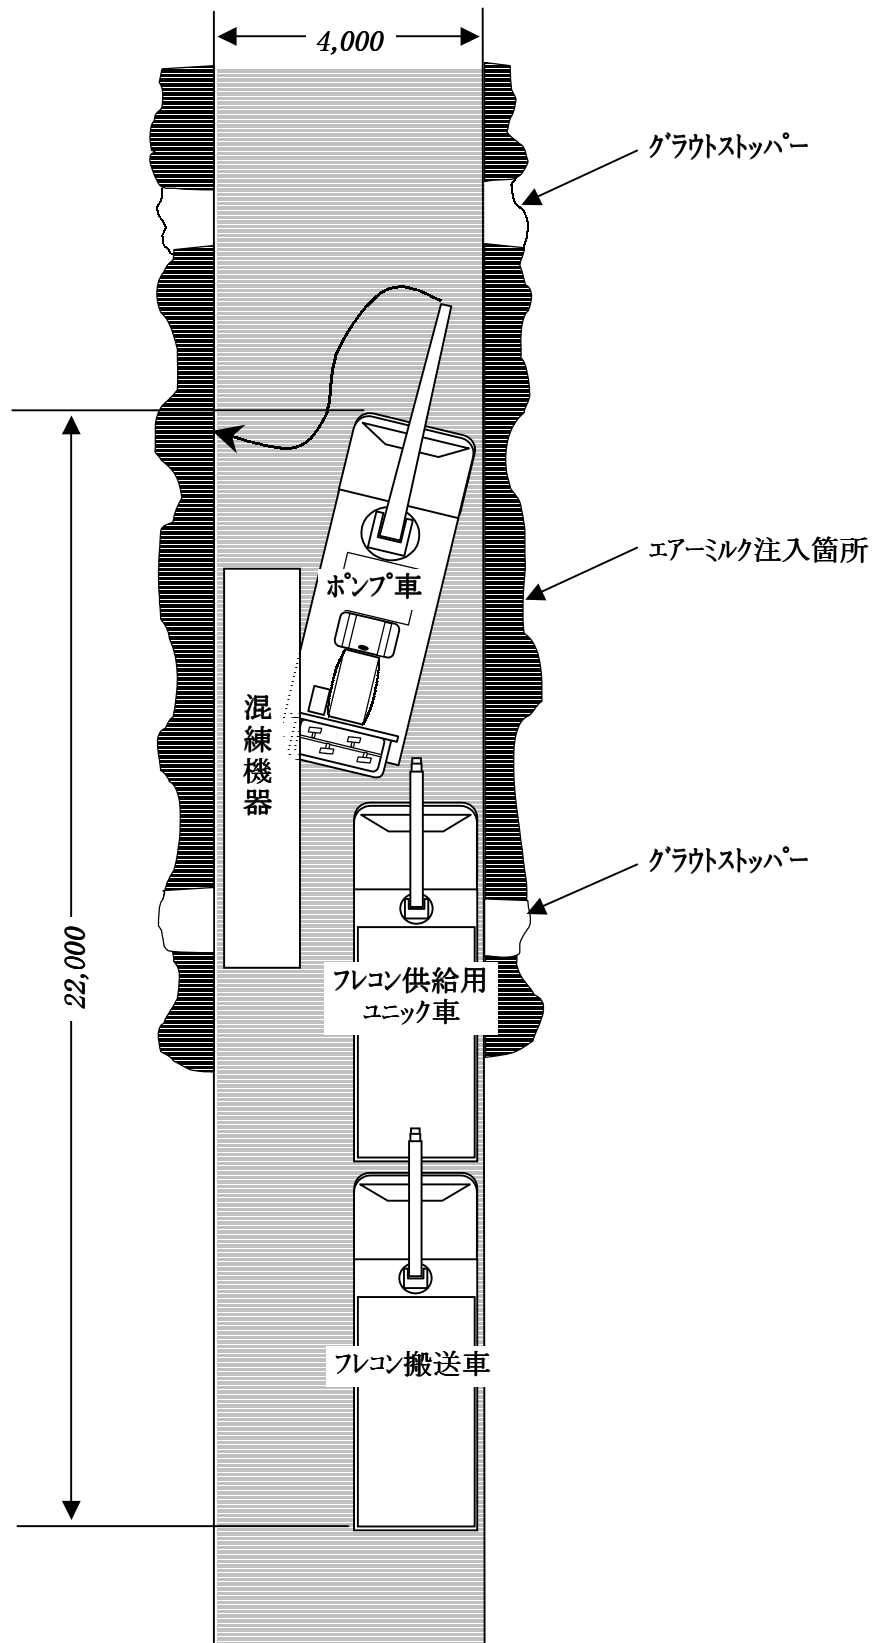 4,000
グラウトストッパー
エアーミルク注入箇所
ポンプ車
混練機器
グラウトストッパー
22,000
フレコン供給用
ユニック車
フレコン搬送車